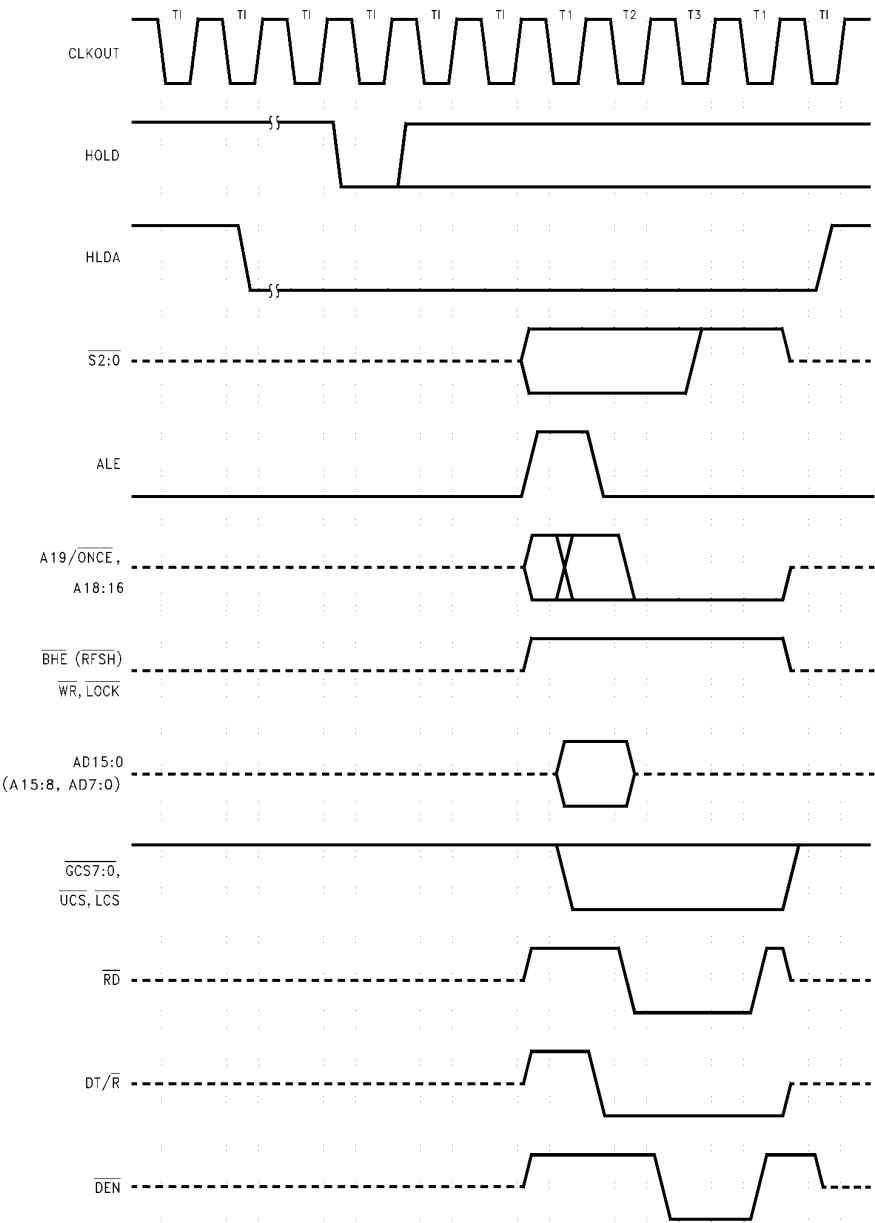 TI TI TI TI TI TI T1 T2 T3 T1 TI
CLKOUT
HOLD
HLDA
S2:0
ALE
A19/ONCE,
A18:16
BHE (RFSH)
WR, LOCK
AD15:0
(A15:8, AD7:0)
GCS7:0,
UCS, LCS
RD
DT/R
DEN